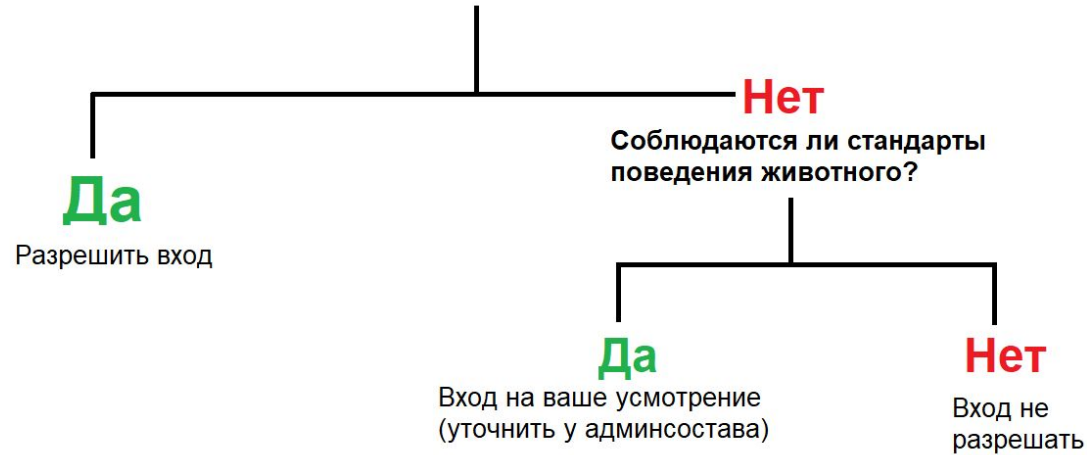 Нет
Соблюдаются ли стандарты
поведения животного?
Да
Разрешить вход
Да
Вход на ваше усмотрение
(уточнить у админсостава)
Нет
Вход не
разрешать